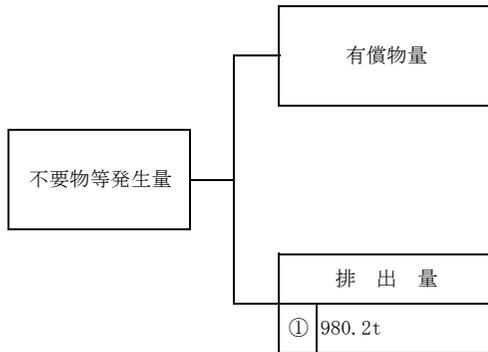 有償物量
不要物等発生量
排 出 量
① 980.2t